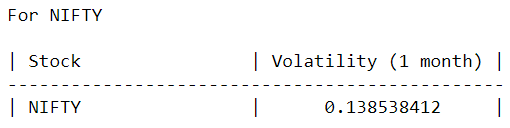 For NIFTY
| Stock | Volatility (1 month) |
----------------------------------------------
| NIFTY | 0.138538412 |